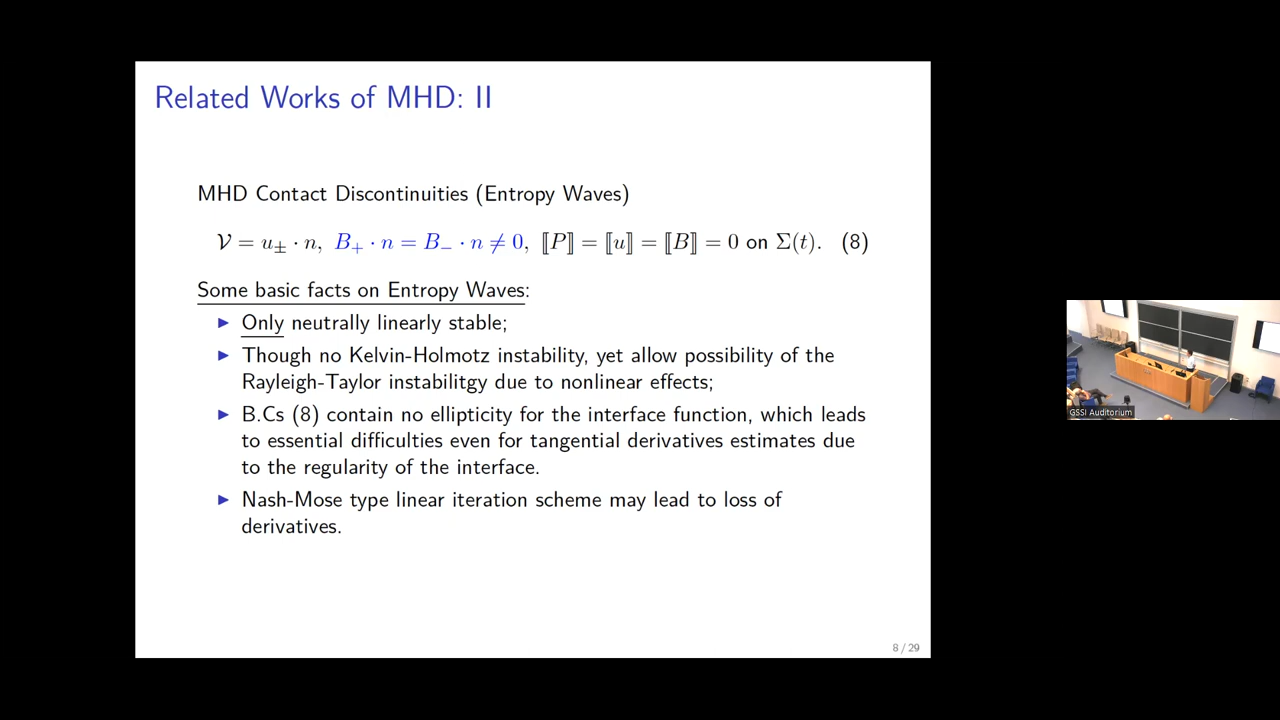 Related Works of MHD: II
MHD Contact Discontinuities (Entropy Waves)
𝒱 = u± · n, B₊ · n = B₋ · n ≠ 0, ⟦P⟧ = ⟦u⟧ = ⟦B⟧ = 0 on Σ(t). (8)
Some basic facts on Entropy Waves:
▶ Only neutrally linearly stable;
▶ Though no Kelvin-Holmotz instability, yet allow possibility of the
Rayleigh-Taylor instabilitgy due to nonlinear effects;
▶ B.Cs (8) contain no ellipticity for the interface function, which leads
to essential difficulties even for tangential derivatives estimates due
to the regularity of the interface.
▶ Nash-Mose type linear iteration scheme may lead to loss of
derivatives.
8 / 29
GSSI Auditorium